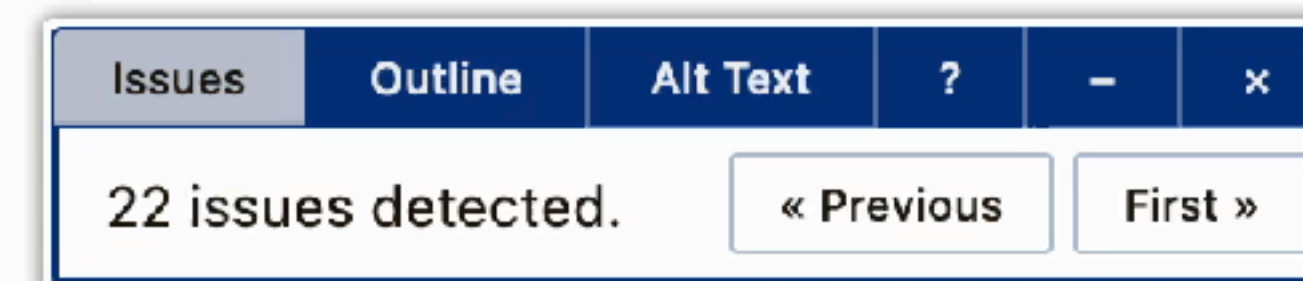 Issues Outline Alt Text ? – ×
22 issues detected. « Previous First »